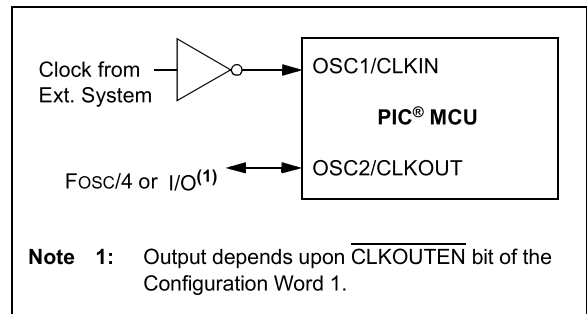 Clock from
Ext. System
OSC1/CLKIN
PIC® MCU
FOSC/4 or I/O(1)
OSC2/CLKOUT
Note 1: Output depends upon CLKOUTEN bit of the
Configuration Word 1.